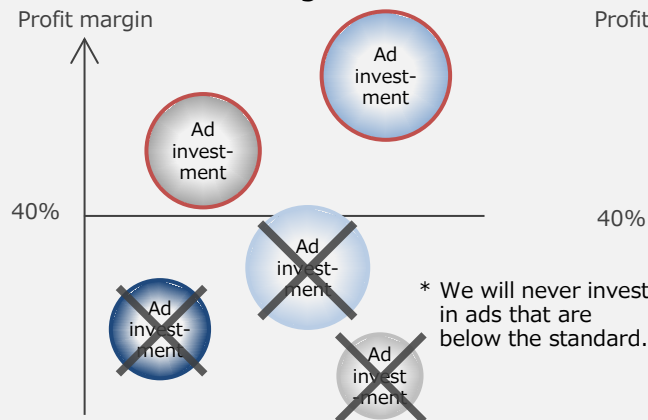 Profit margin
Profit
Ad
invest-
ment
Ad
invest-
ment
40%
40%
Ad
invest-
ment
* We will never invest
in ads that are
below the standard.
Ad
invest-
ment
Ad
invest
-ment